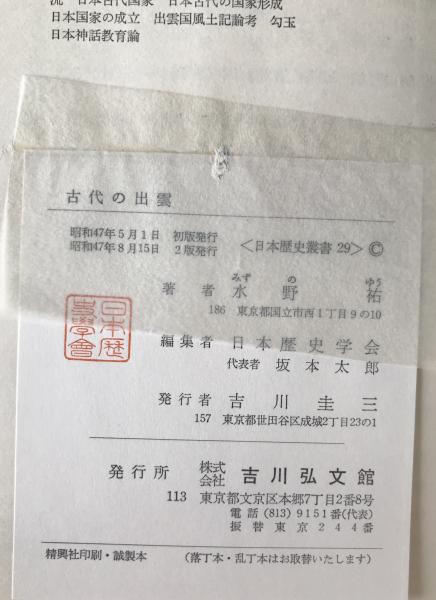 流 日本古代国家 日本古代の国家形成
日本国家の成立 出雲国風土記論考 勾玉
日本神話教育論
古代の出雲
昭和47年5月1日 初版発行
昭和47年8月15日 2版発行
<日本歴史叢書 29> ©
みず の ゆう
著者 水野祐
186 東京都国立市西1丁目9の10
日本歴史学會
編集者 日本歴史学会
代表者 坂本太郎
発行者 吉川圭三
157 東京都世田谷区成城2丁目23の1
発行所 株式会社 吉川弘文館
113 東京都文京区本郷7丁目2番8号
電話(813)9151番(代表)
振替東京244番
精興社印刷・誠製本 (落丁本・乱丁本はお取替いたします)